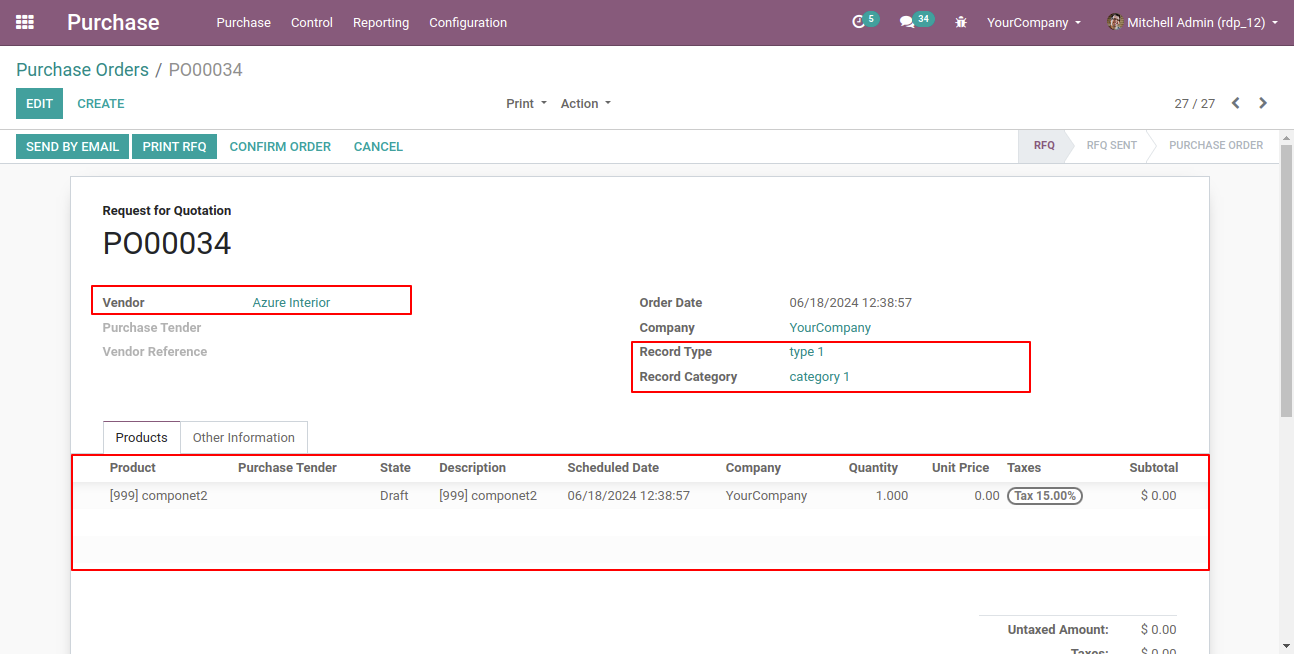 Purchase Purchase Control Reporting Configuration 5 34 YourCompany Mitchell Admin (rdp_12)
Purchase Orders / PO00034
EDIT CREATE Print Action 27 / 27
SEND BY EMAIL PRINT RFQ CONFIRM ORDER CANCEL RFQ RFQ SENT PURCHASE ORDER
Request for Quotation
PO00034
Vendor Azure Interior Order Date 06/18/2024 12:38:57
Purchase Tender Company YourCompany
Vendor Reference Record Type type 1
Record Category category 1
Products Other Information
Product Purchase Tender State Description Scheduled Date Company Quantity Unit Price Taxes Subtotal
[999] componet2 Draft [999] componet2 06/18/2024 12:38:57 YourCompany 1.000 0.00 Tax 15.00% $ 0.00
Untaxed Amount: $ 0.00
Taxes: $ 0.00